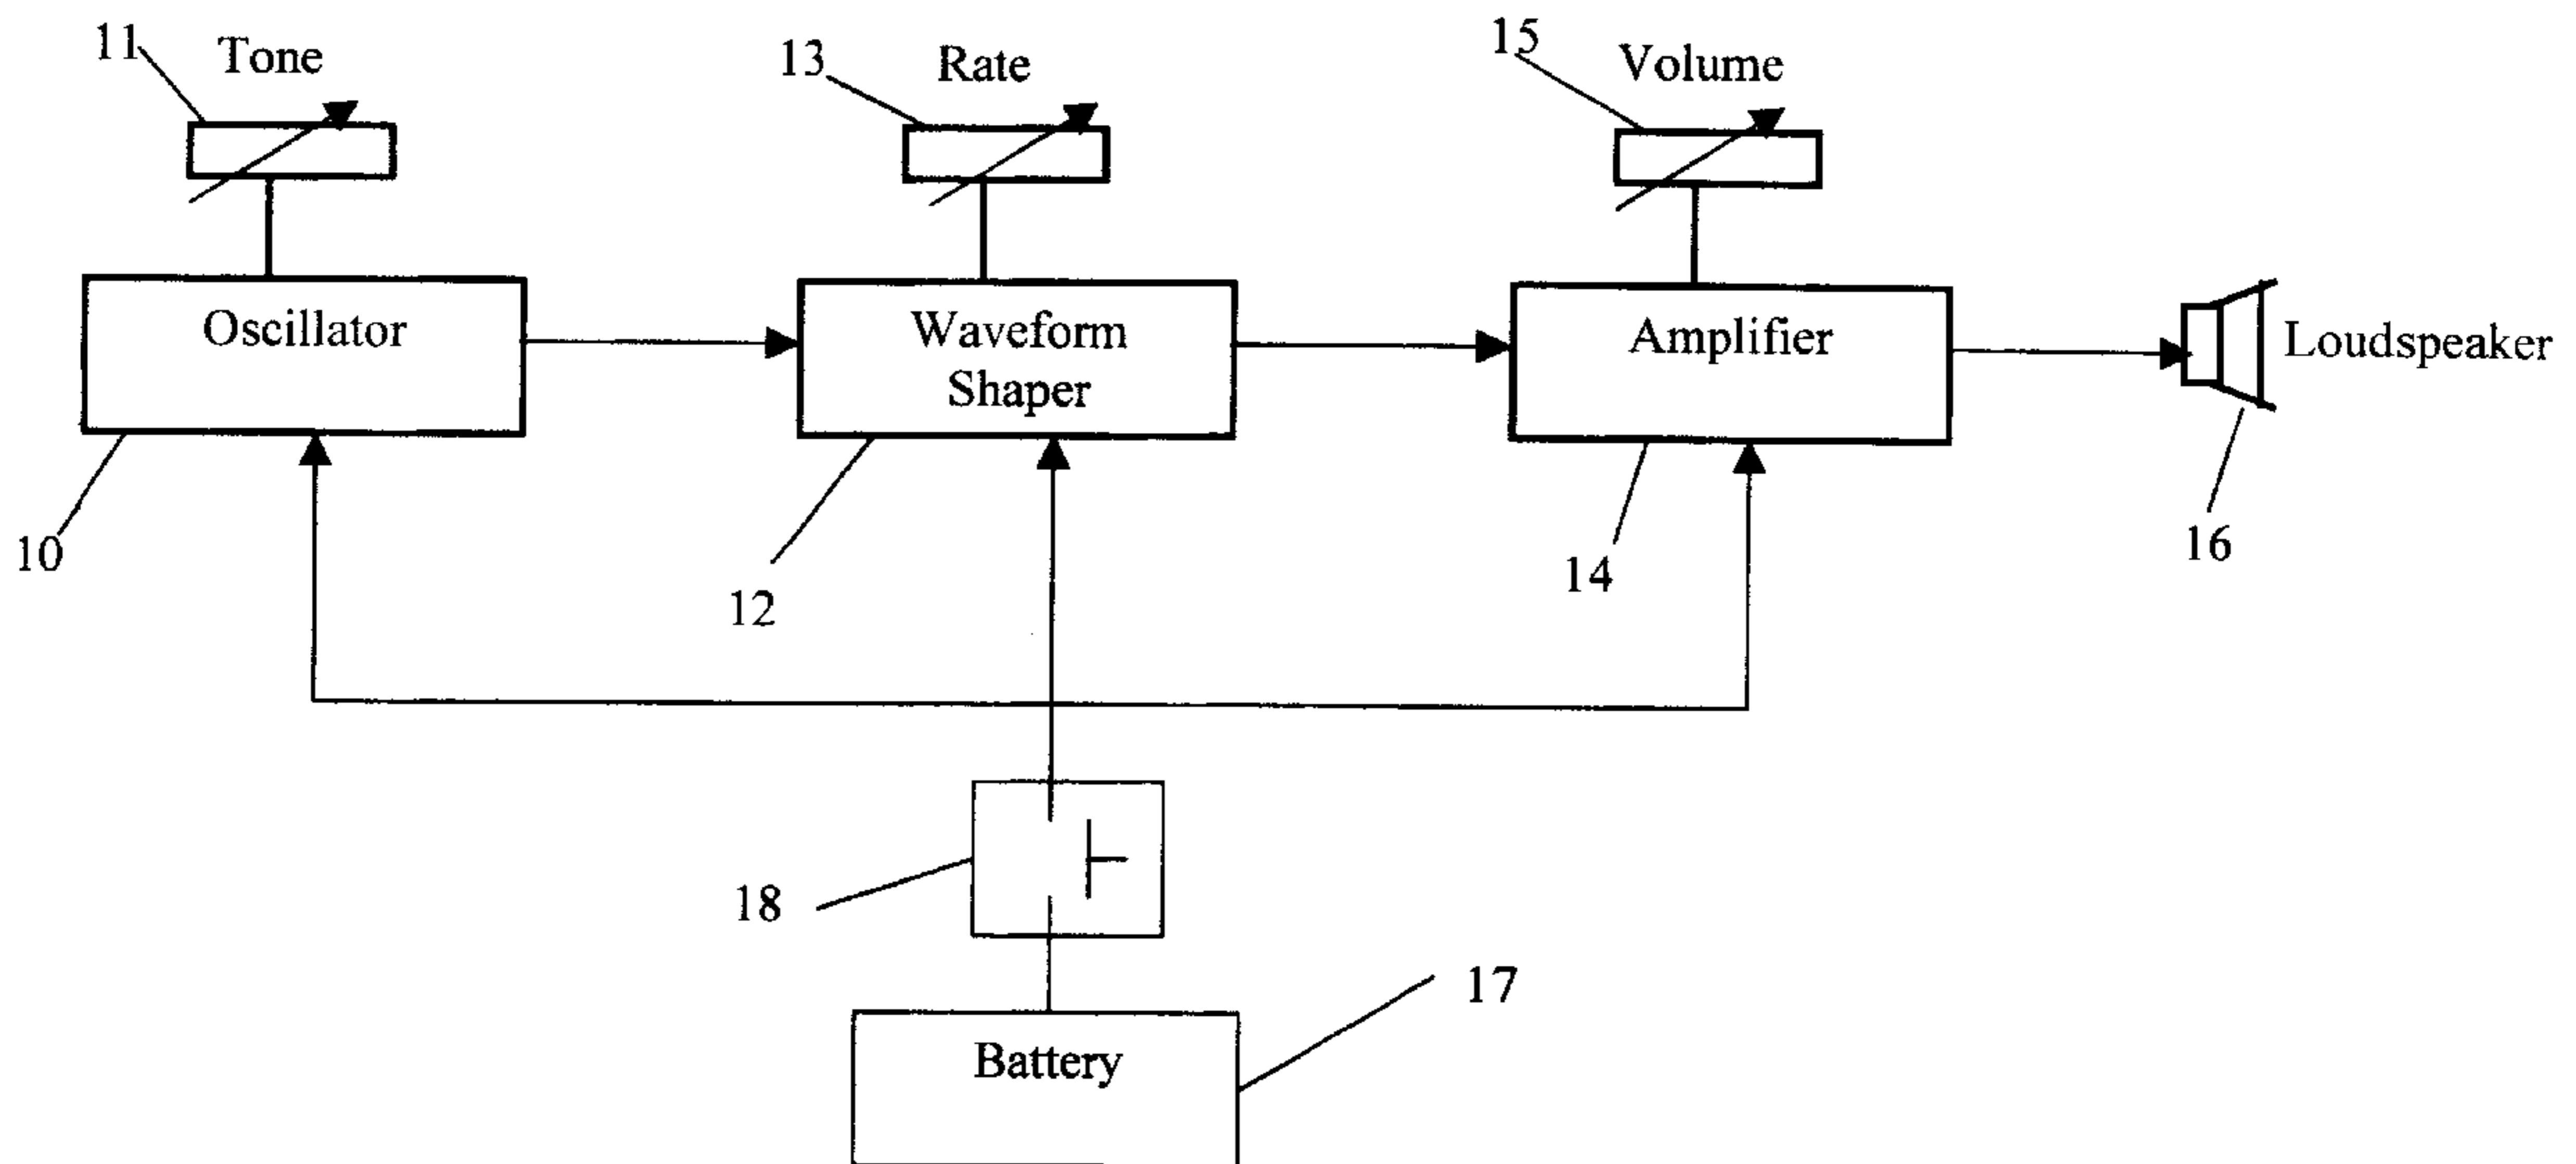 11 Tone
13 Rate
15 Volume
Oscillator
Waveform
Shaper
Amplifier
Loudspeaker
10
12
14
16
18
17
Battery